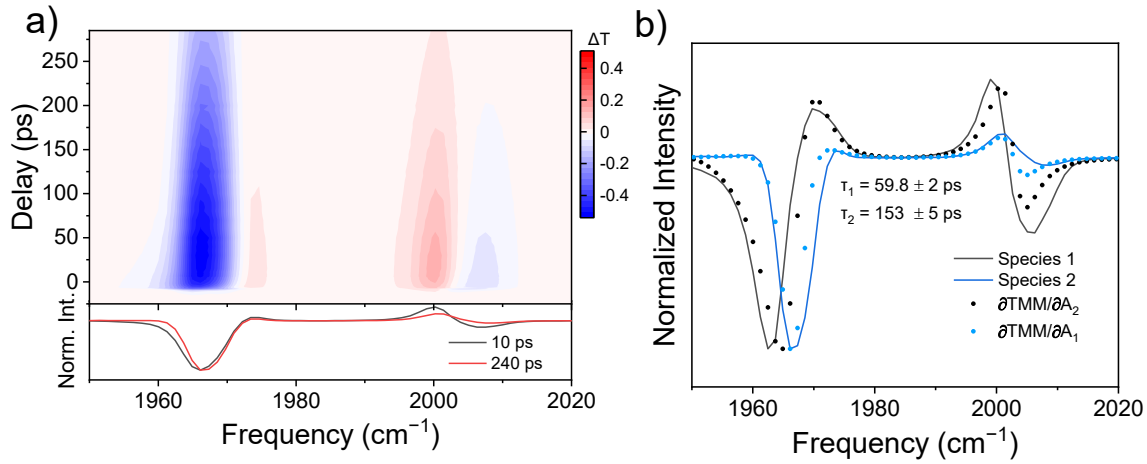 a)
ΔT
0.4
0.2
0
-0.2
-0.4
Delay (ps)
250
200
150
100
50
0
Norm. Int.
10 ps
240 ps
1960
1980
2000
2020
Frequency (cm⁻¹)
b)
Normalized Intensity
τ₁ = 59.8 ± 2 ps
τ₂ = 153 ± 5 ps
Species 1
Species 2
∂TMM/∂A₂
∂TMM/∂A₁
1960
1980
2000
2020
Frequency (cm⁻¹)